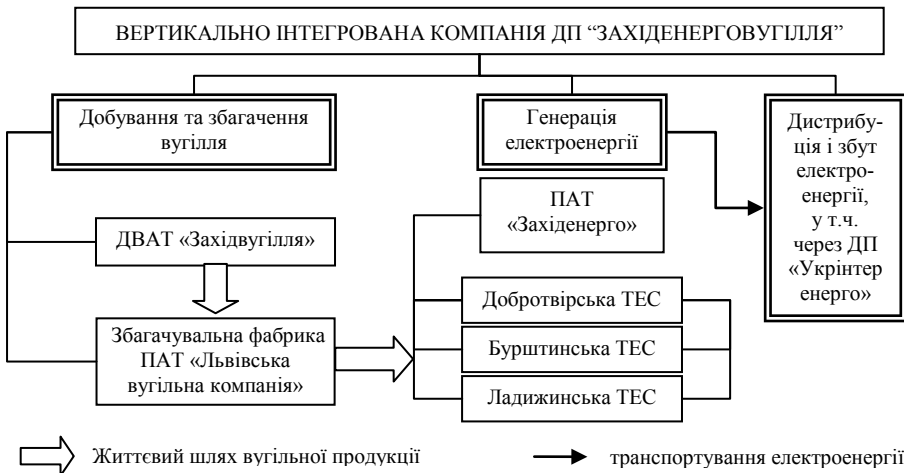 ВЕРТИКАЛЬНО ІНТЕГРОВАНА КОМПАНІЯ ДП “ЗАХІДЕНЕРГОВУГІЛЛЯ”
Добування та збагачення
вугілля
Генерація
електроенергії
Дистрибу-
ція і збут
електро-
енергії,
у т.ч.
через ДП
«Укрінтер
енерго»
ПАТ
«Західенерго»
ДВАТ «Західвугілля»
Добротвірська ТЕС
Збагачувальна фабрика
ПАТ «Львівська
вугільна компанія»
Бурштинська ТЕС
Ладижинська ТЕС
Життєвий шлях вугільної продукції
транспортування електроенергії